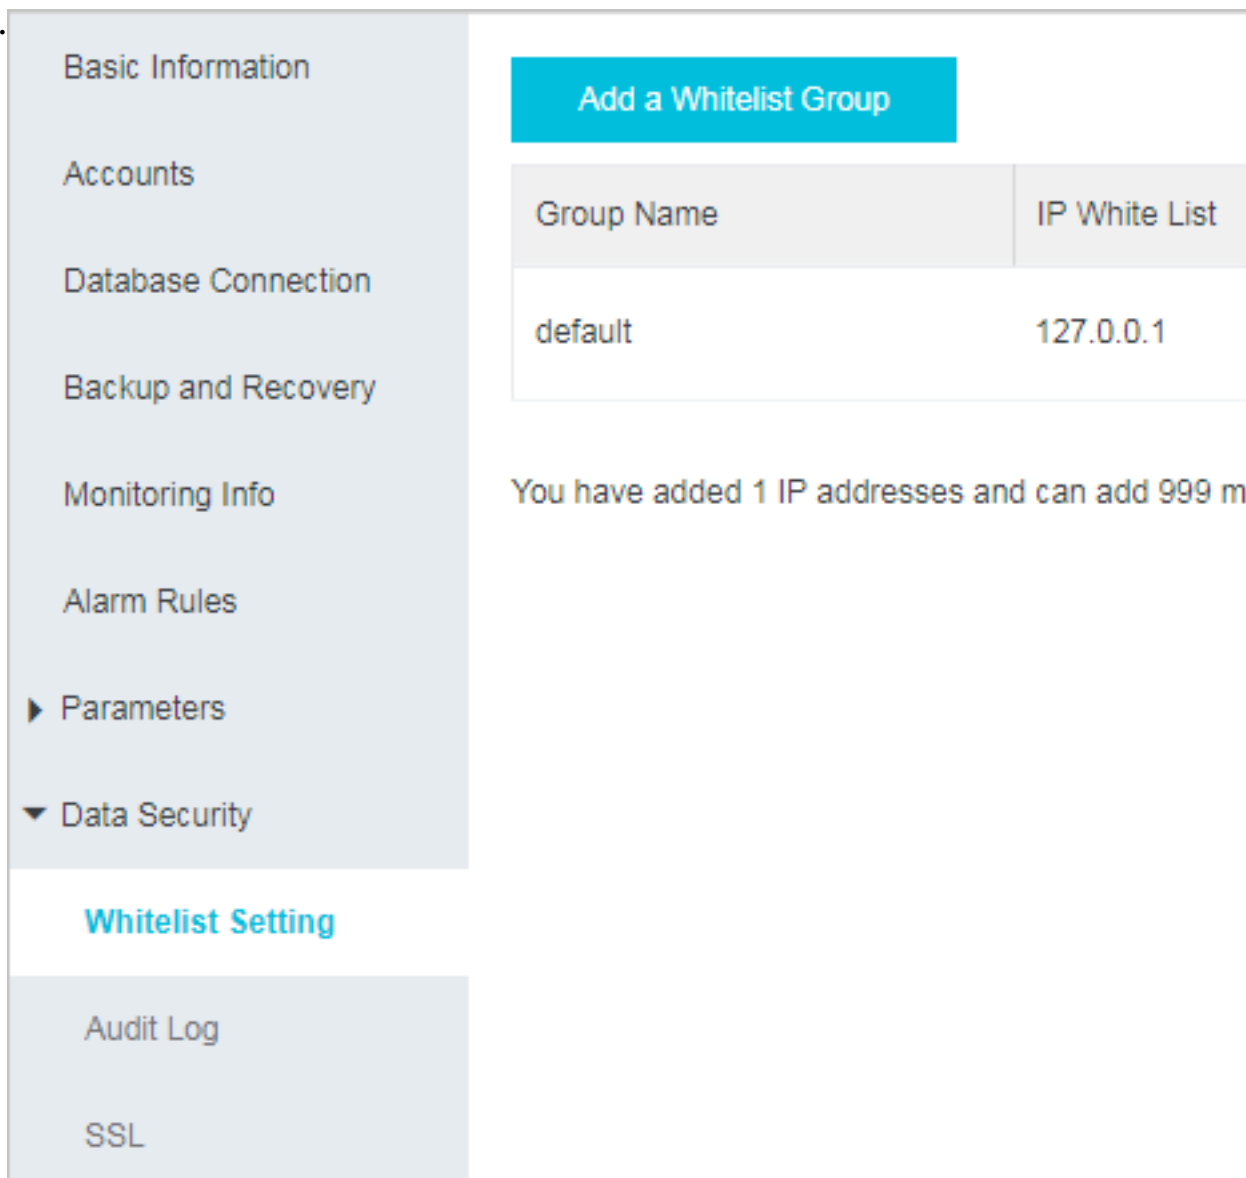 Basic Information
Accounts
Database Connection
Backup and Recovery
Monitoring Info
Alarm Rules
Parameters
Data Security
Whitelist Setting
Audit Log
SSL
Add a Whitelist Group
Group Name IP White List
default 127.0.0.1
You have added 1 IP addresses and can add 999